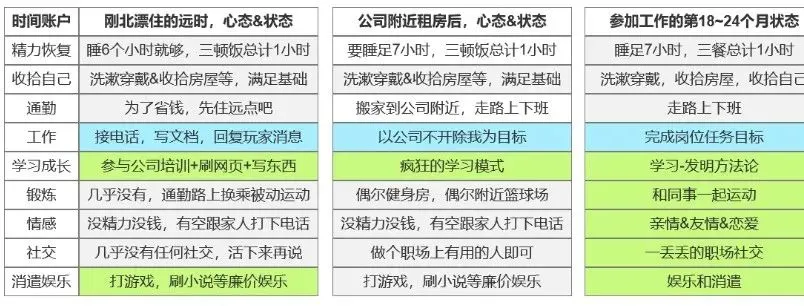 时间账户 刚北漂住的远时，心态&状态 公司附近租房后，心态&状态 参加工作的第18~24个月状态
精力恢复 睡6个小时就够，三顿饭总计1小时 要睡足7小时，三顿饭总计1小时 睡足7小时，三餐总计1小时
收拾自己 洗漱穿戴&收拾房屋等，满足基础 洗漱穿戴&收拾房屋等，满足基础 洗漱穿戴，收拾房屋，收拾自己
通勤 为了省钱，先住远点吧 搬家到公司附近，走路上下班 走路上下班
工作 接电话，写文档，回复玩家消息 以公司不开除我为目标 完成岗位任务目标
学习成长 参与公司培训+刷网页+写东西 疯狂的学习模式 学习-发明方法论
锻炼 几乎没有，通勤路上换乘被动运动 偶尔健身房，偶尔附近篮球场 和同事一起运动
情感 没精力没钱，有空跟家人打下电话 没精力没钱，有空跟家人打下电话 亲情&友情&恋爱
社交 几乎没有任何社交，活下来再说 做个职场上有用的人即可 一丢丢的职场社交
消遣娱乐 打游戏，刷小说等廉价娱乐 打游戏，刷小说等廉价娱乐 娱乐和消遣